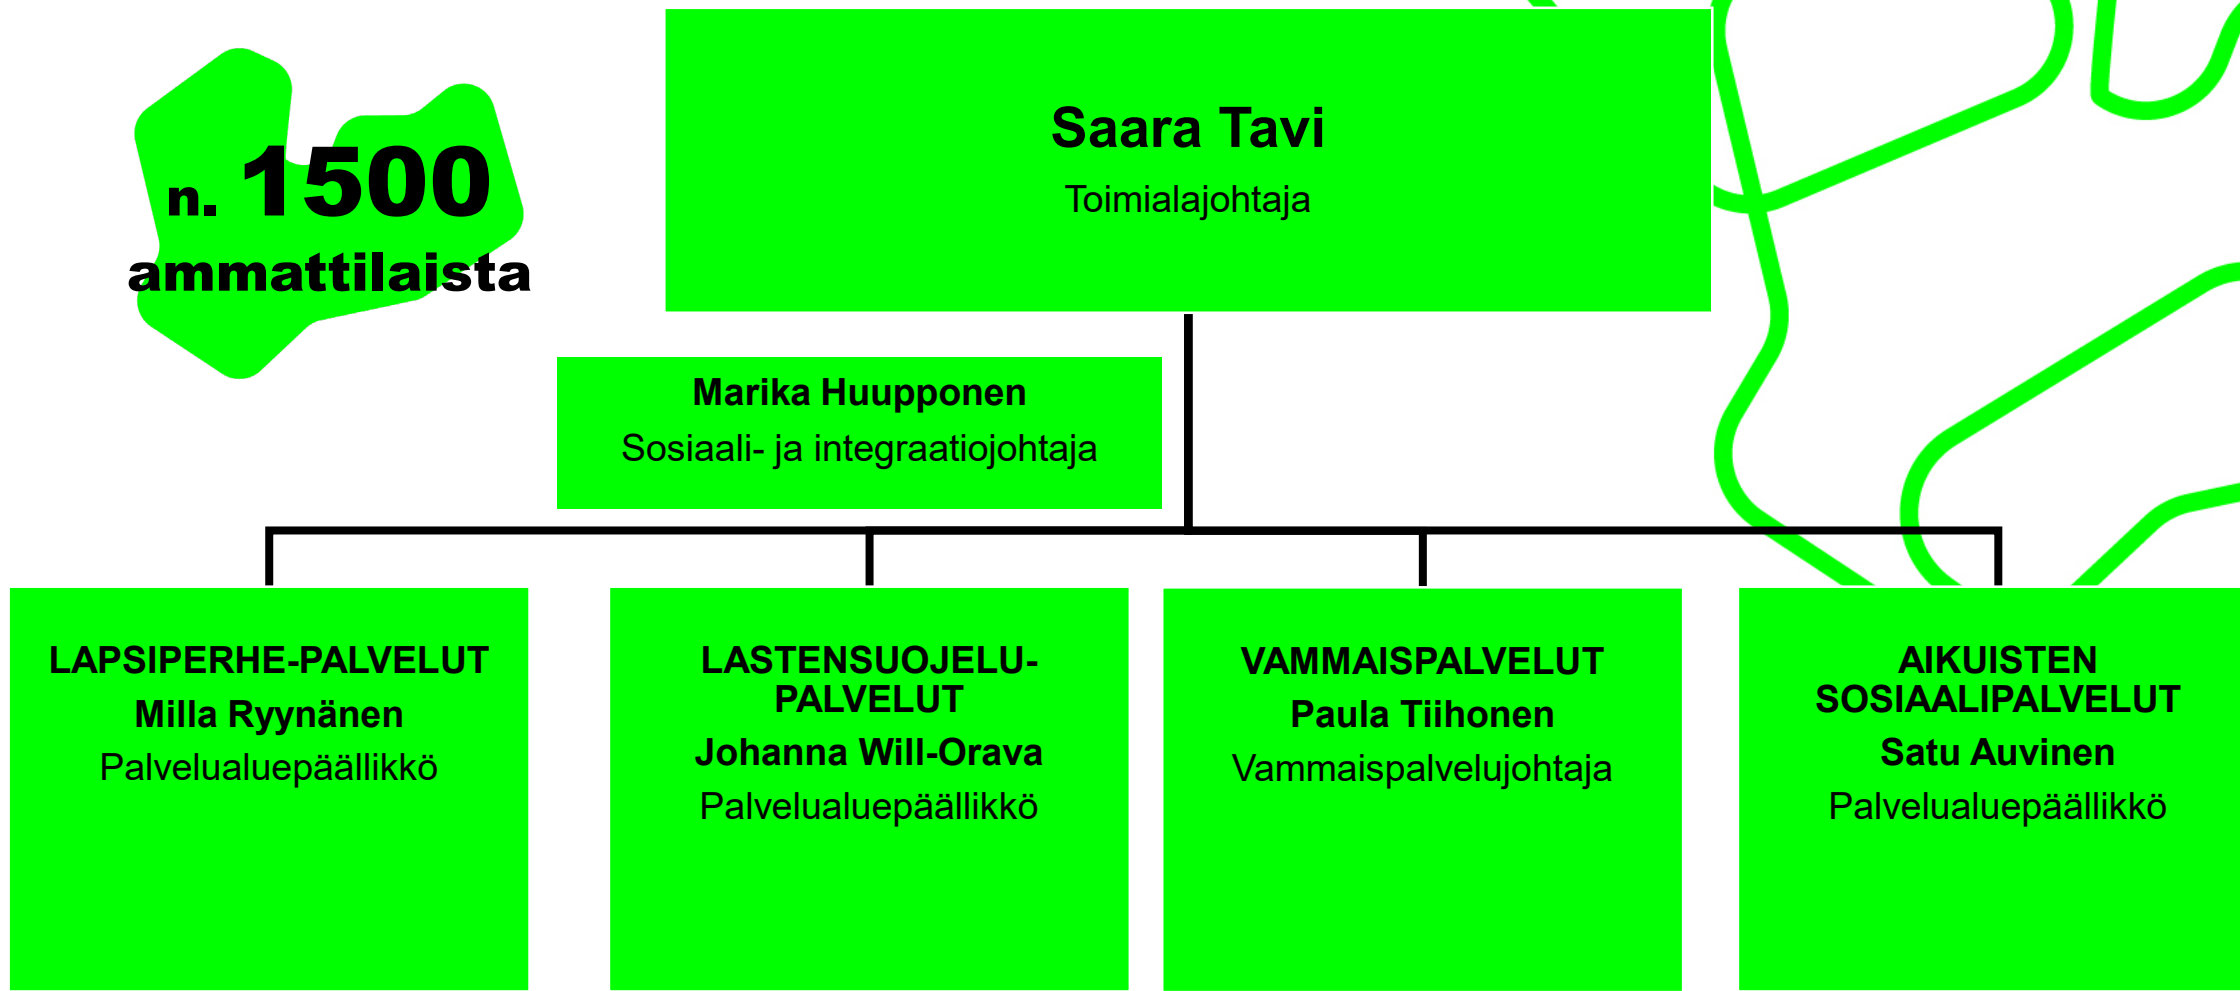 n. 1500
ammattilaista
Saara Tavi
Toimialajohtaja
Marika Huupponen
Sosiaali- ja integraatiojohtaja
LAPSIPERHE-PALVELUT
Milla Ryynänen
Palvelualuepäällikkö
LASTENSUOJELU-
PALVELUT
Johanna Will-Orava
Palvelualuepäällikkö
VAMMAISPALVELUT
Paula Tiihonen
Vammaispalvelujohtaja
AIKUISTEN
SOSIAALIPALVELUT
Satu Auvinen
Palvelualuepäällikkö